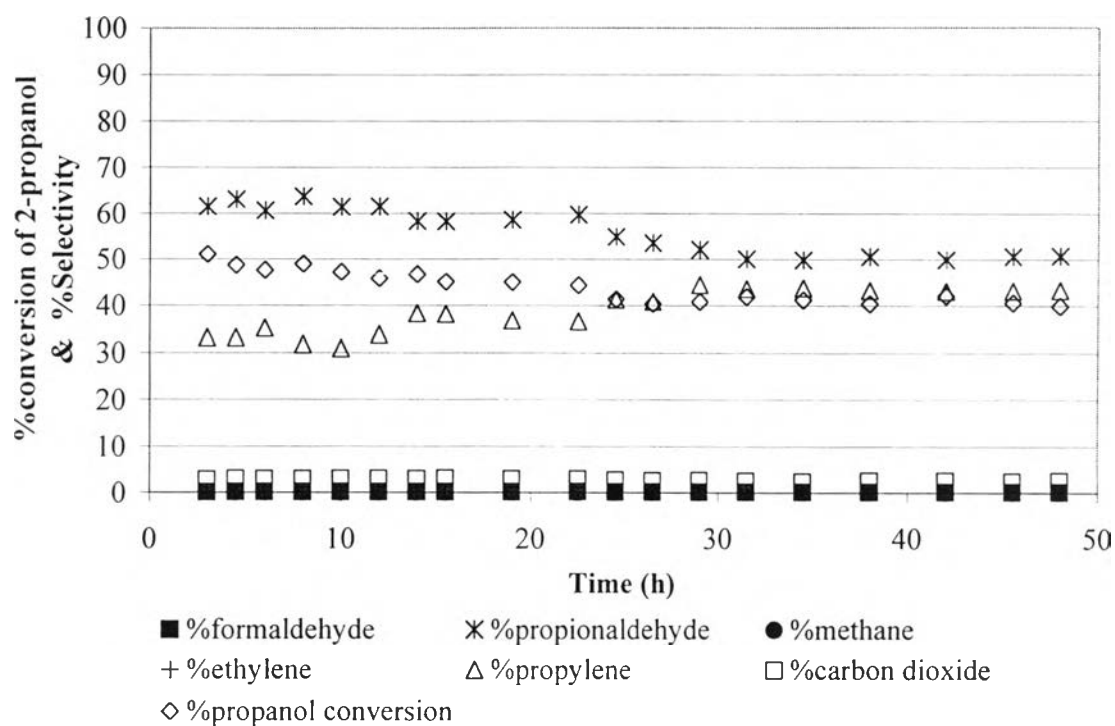 %conversion of 2-propanol
& %Selectivity
100
90
80
70
60
50
40
30
20
10
0
0 10 20 30 40 50
Time (h)
%formaldehyde %propionaldehyde %methane
%ethylene %propylene %carbon dioxide
%propanol conversion